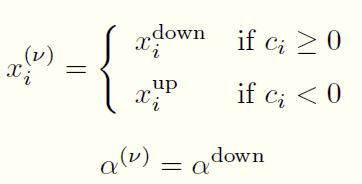 x_i^{(ν)} = { x_i^{down} if c_i ≥ 0
x_i^{up} if c_i < 0
α^{(ν)} = α^{down}